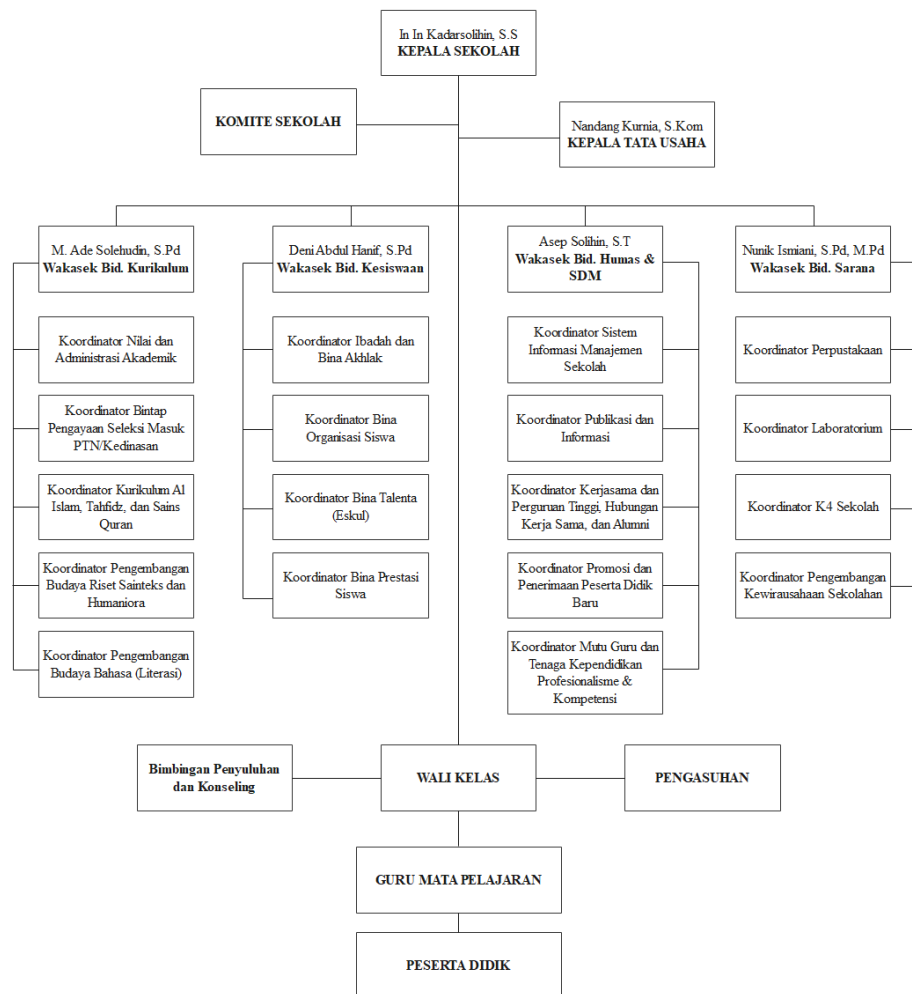 In In Kadarsolihin, S.S
KEPALA SEKOLAH
KOMITE SEKOLAH
Nandang Kurnia, S.Kom
KEPALA TATA USAHA
M. Ade Solehudin, S.Pd
Wakasek Bid. Kurikulum
Koordinator Nilai dan
Administrasi Akademik
Koordinator Bintap
Pengayaan Seleksi Masuk
PTN/Kedinasan
Koordinator Kurikulum Al
Islam, Tahfidz, dan Sains
Quran
Koordinator Pengembangan
Budaya Riset Sainteks dan
Humaniora
Koordinator Pengembangan
Budaya Bahasa (Literasi)
Deni Abdul Hanif, S.Pd
Wakasek Bid. Kesiswaan
Koordinator Ibadah dan
Bina Akhlak
Koordinator Bina
Organisasi Siswa
Koordinator Bina Talenta
(Eskul)
Koordinator Bina Prestasi
Siswa
Asep Solihin, S.T
Wakasek Bid. Humas &
SDM
Koordinator Sistem
Informasi Manajemen
Sekolah
Koordinator Publikasi dan
Informasi
Koordinator Kerjasama dan
Perguruan Tinggi, Hubungan
Kerja Sama, dan Alumni
Koordinator Promosi dan
Penerimaan Peserta Didik
Baru
Koordinator Mutu Guru dan
Tenaga Kependidikan
Profesionalisme &
Kompetensi
Nunik Ismiani, S.Pd, M.Pd
Wakasek Bid. Sarana
Koordinator Perpustakaan
Koordinator Laboratorium
Koordinator K4 Sekolah
Koordinator Pengembangan
Kewirausahaan Sekolahan
Bimbingan Penyuluhan
dan Konseling
WALI KELAS
PENGASUHAN
GURU MATA PELAJARAN
PESERTA DIDIK